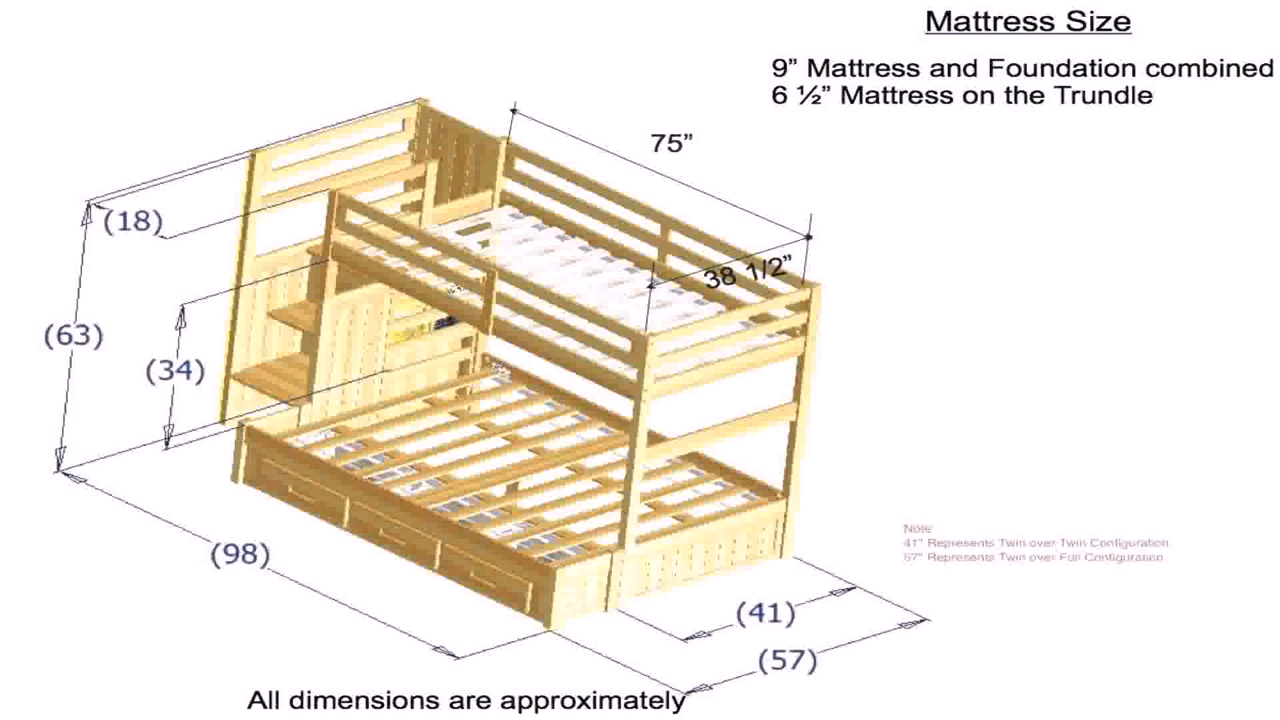 Mattress Size
9” Mattress and Foundation combined
6 ½” Mattress on the Trundle
75”
(18)
38 1/2”
(63)
(34)
Note
41" Represents Twin over Twin Configuration
57" Represents Twin over Full Configuration
(98)
(41)
(57)
All dimensions are approximately